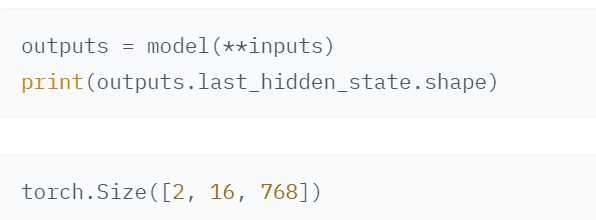 outputs = model(**inputs)
print(outputs.last_hidden_state.shape)
torch.Size([2, 16, 768])